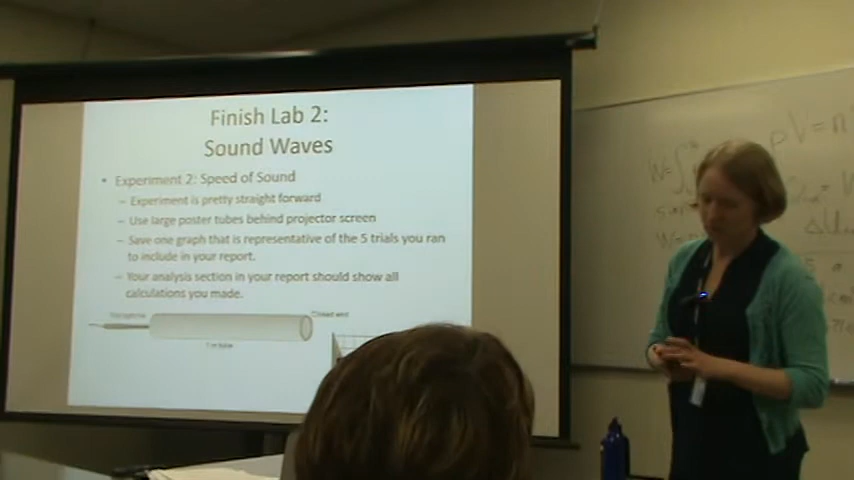 Finish Lab 2:
Sound Waves
• Experiment 2: Speed of Sound
– Experiment is pretty straight forward
– Use large poster tubes behind projector screen
– Save one graph that is representative of the 5 trials you ran
to include in your report.
– Your analysis section in your report should show all
calculations you made.
Closed end
PV=n
W=∫